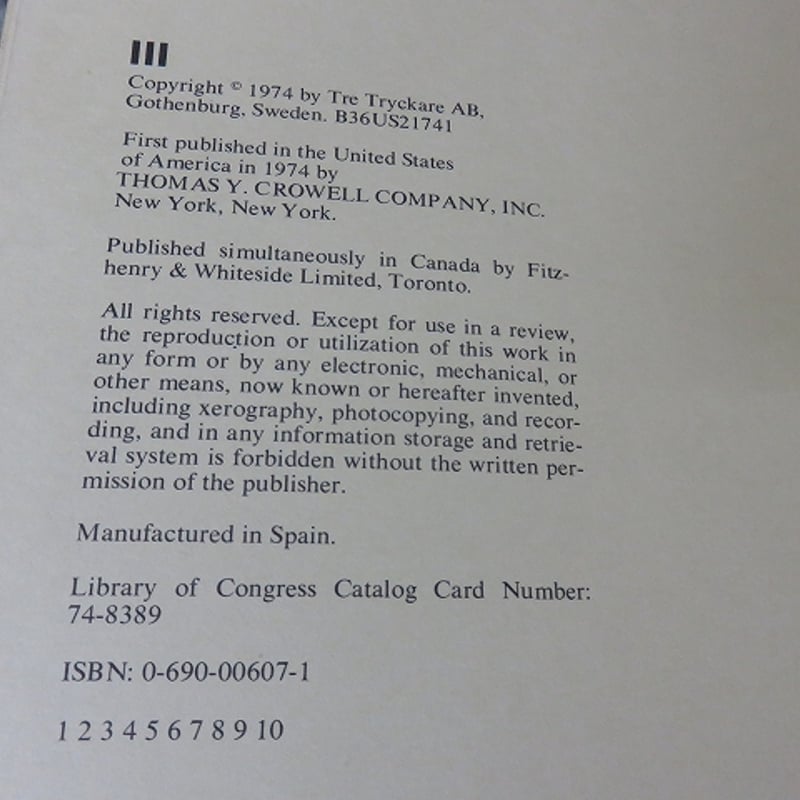 Copyright © 1974 by Tre Tryckare AB,
Gothenburg, Sweden. B36US21741
First published in the United States
of America in 1974 by
THOMAS Y. CROWELL COMPANY, INC.
New York, New York.
Published simultaneously in Canada by Fitz-
henry & Whiteside Limited, Toronto.
All rights reserved. Except for use in a review,
the reproduction or utilization of this work in
any form or by any electronic, mechanical, or
other means, now known or hereafter invented,
including xerography, photocopying, and recor-
ding, and in any information storage and retrie-
val system is forbidden without the written per-
mission of the publisher.
Manufactured in Spain.
Library of Congress Catalog Card Number:
74-8389
ISBN: 0-690-00607-1
1 2 3 4 5 6 7 8 9 10